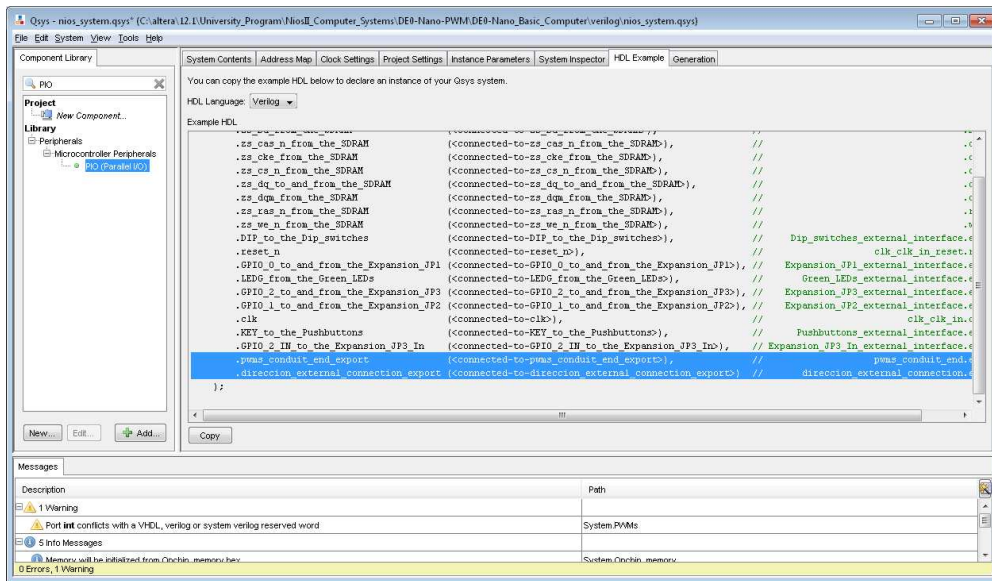 Qsys - nios_system.qsys* (C:\altera\12.1\University_Program\NiosII_Computer_Systems\DE0-Nano-PWM\DE0-Nano_Basic_Computer\verilog\nios_system.qsys)
File Edit System View Tools Help
Component Library
PIO
Project
New Component...
Library
Peripherals
Microcontroller Peripherals
PIO (Parallel I/O)
New... Edit... Add...
System Contents Address Map Clock Settings Project Settings Instance Parameters System Inspector HDL Example Generation
You can copy the example HDL below to declare an instance of your Qsys system.
HDL Language: Verilog
Example HDL
.zs_cas_n_from_the_SDRAM (<connected-to-zs_cas_n_from_the_SDRAM>), // .c
.zs_cke_from_the_SDRAM (<connected-to-zs_cke_from_the_SDRAM>), // .c
.zs_cs_n_from_the_SDRAM (<connected-to-zs_cs_n_from_the_SDRAM>), // .c
.zs_dq_to_and_from_the_SDRAM (<connected-to-zs_dq_to_and_from_the_SDRAM>), // .c
.zs_dqm_from_the_SDRAM (<connected-to-zs_dqm_from_the_SDRAM>), // .c
.zs_ras_n_from_the_SDRAM (<connected-to-zs_ras_n_from_the_SDRAM>), // .r
.zs_we_n_from_the_SDRAM (<connected-to-zs_we_n_from_the_SDRAM>), // .w
.DIP_to_the_Dip_switches (<connected-to-DIP_to_the_Dip_switches>), // Dip_switches_external_interface.e
.reset_n (<connected-to-reset_n>), // clk_clk_in_reset.r
.GPIO_0_to_and_from_the_Expansion_JP1 (<connected-to-GPIO_0_to_and_from_the_Expansion_JP1>), // Expansion_JP1_external_interface.e
.LEDG_from_the_Green_LEDs (<connected-to-LEDG_from_the_Green_LEDs>), // Green_LEDs_external_interface.e
.GPIO_2_to_and_from_the_Expansion_JP3 (<connected-to-GPIO_2_to_and_from_the_Expansion_JP3>), // Expansion_JP3_external_interface.e
.GPIO_1_to_and_from_the_Expansion_JP2 (<connected-to-GPIO_1_to_and_from_the_Expansion_JP2>), // Expansion_JP2_external_interface.e
.clk (<connected-to-clk>), // clk_clk_in.c
.KEY_to_the_Pushbuttons (<connected-to-KEY_to_the_Pushbuttons>), // Pushbuttons_external_interface.e
.GPIO_2_IN_to_the_Expansion_JP3_In (<connected-to-GPIO_2_IN_to_the_Expansion_JP3_In>), // Expansion_JP3_In_external_interface.e
.pwms_conduit_end_export (<connected-to-pwms_conduit_end_export>), // pwms_conduit_end.e
.direccion_external_connection_export (<connected-to-direccion_external_connection_export>) // direccion_external_connection.e
);
Copy
Messages
Description Path
1 Warning
Port int conflicts with a VHDL, verilog or system verilog reserved word System.PWMs
5 Info Messages
Memory will be initialized from Onchip_memory.hex System.Onchip_memory
0 Errors, 1 Warning